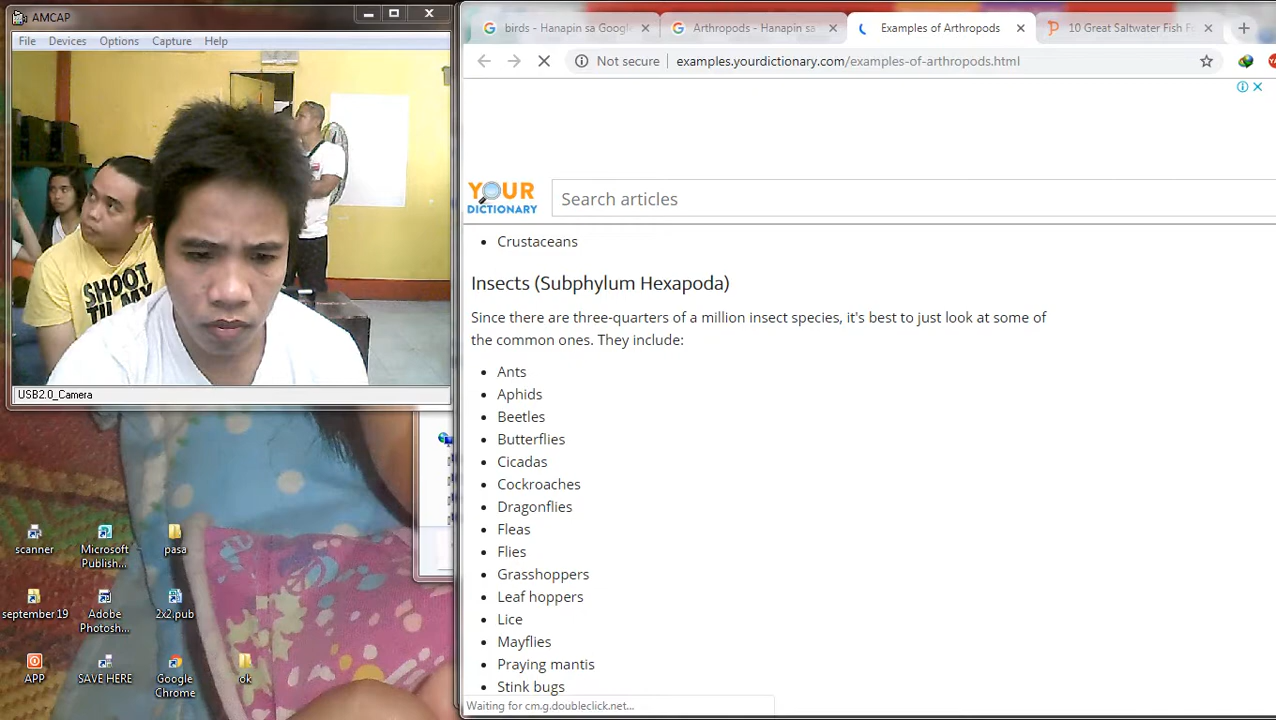 AMCAP
File Devices Options Capture Help
SHOOT
USB2.0_Camera
scanner
Microsoft Publish...
pasa
september 19
Adobe Photosh...
2x2.pub
APP
SAVE HERE
Google Chrome
ok
birds - Hanapin sa Googl
Arthropods - Hanapin sa
Examples of Arthropods
10 Great Saltwater Fish F
Not secure examples.yourdictionary.com/examples-of-arthropods.html
YOUR
DICTIONARY
Search articles
• Crustaceans
Insects (Subphylum Hexapoda)
Since there are three-quarters of a million insect species, it's best to just look at some of
the common ones. They include:
• Ants
• Aphids
• Beetles
• Butterflies
• Cicadas
• Cockroaches
• Dragonflies
• Fleas
• Flies
• Grasshoppers
• Leaf hoppers
• Lice
• Mayflies
• Praying mantis
• Stink bugs
Waiting for cm.g.doubleclick.net...